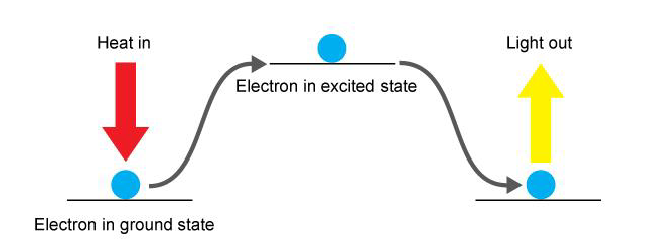 Heat in
Light out
Electron in excited state
Electron in ground state